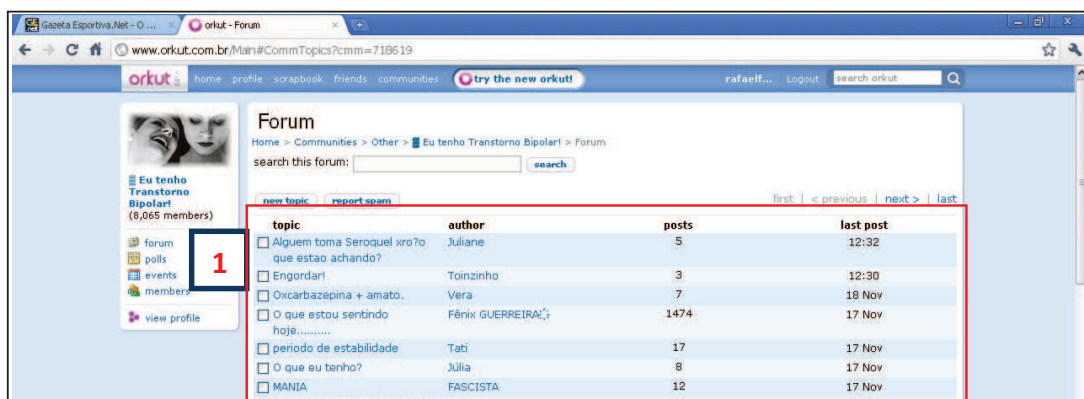 Gazeta Esportiva.Net - O ... orkut - Forum
www.orkut.com.br/Main#CommTopics?cmm=718619
orkut home profile scrapbook friends communities try the new orkut! rafaelf... Logout search orkut
Forum
Home > Communities > Other > Eu tenho Transtorno Bipolar! > Forum
search this forum: search
Eu tenho
Transtorno
Bipolar!
(8,065 members)
forum
polls
events
members
view profile
1
new topic report spam first | < previous | next > | last
topic author posts last post
Alguem toma Seroquel xro?o Juliane 5 12:32
que estao achando?
Engordar! Toinzinho 3 12:30
Oxcarbazepina + amato. Vera 7 18 Nov
O que estou sentindo Fênix GUERREIRA 1474 17 Nov
hoje..........
periodo de estabilidade Tati 17 17 Nov
O que eu tenho? Júlia 8 17 Nov
MANIA FASCISTA 12 17 Nov